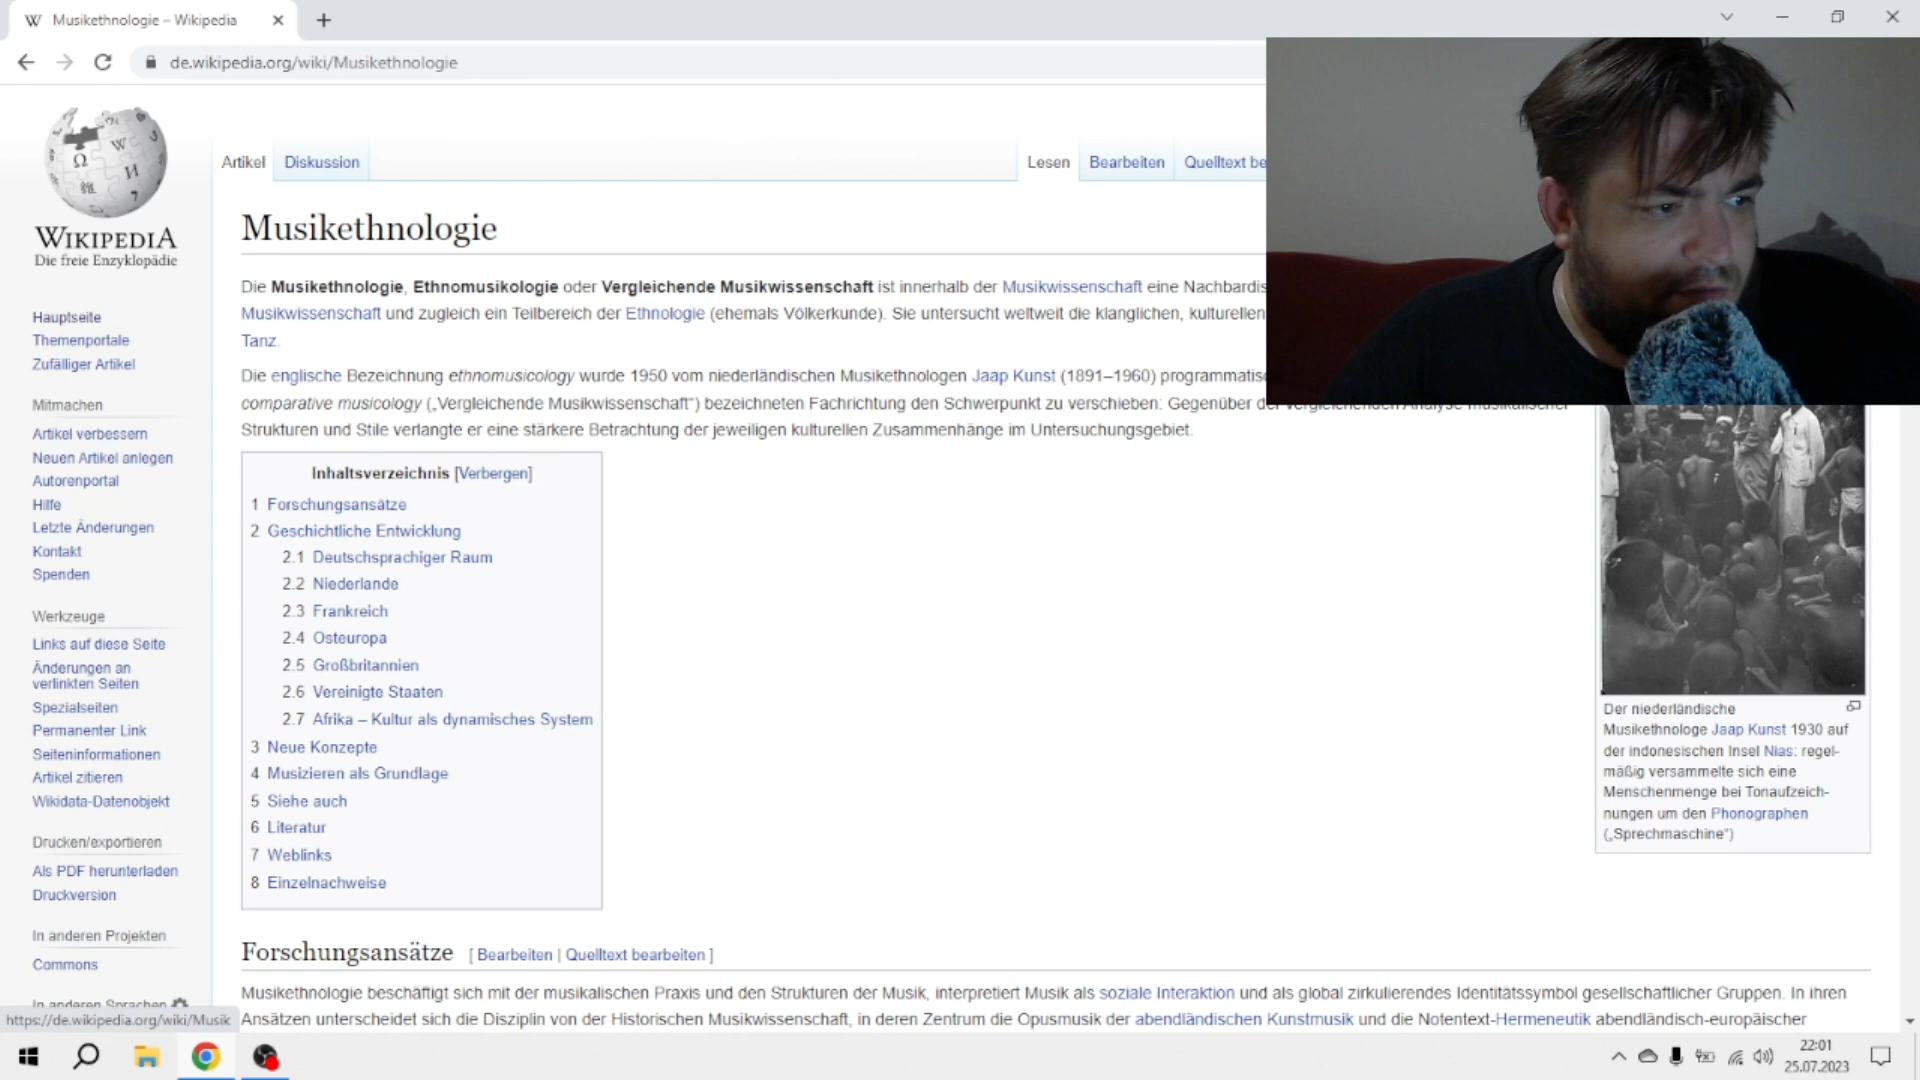 Musikethnologie – Wikipedia
de.wikipedia.org/wiki/Musikethnologie
WIKIPEDIA
Die freie Enzyklopädie
Hauptseite
Themenportale
Zufälliger Artikel
Mitmachen
Artikel verbessern
Neuen Artikel anlegen
Autorenportal
Hilfe
Letzte Änderungen
Kontakt
Spenden
Werkzeuge
Links auf diese Seite
Änderungen an
verlinkten Seiten
Spezialseiten
Permanenter Link
Seiteninformationen
Artikel zitieren
Wikidata-Datenobjekt
Drucken/exportieren
Als PDF herunterladen
Druckversion
In anderen Projekten
Commons
In anderen Sprachen
https://de.wikipedia.org/wiki/Musik
Artikel Diskussion Lesen Bearbeiten Quelltext be
Musikethnologie
Die Musikethnologie, Ethnomusikologie oder Vergleichende Musikwissenschaft ist innerhalb der Musikwissenschaft eine Nachbardis
Musikwissenschaft und zugleich ein Teilbereich der Ethnologie (ehemals Völkerkunde). Sie untersucht weltweit die klanglichen, kulturellen
Tanz.
Die englische Bezeichnung ethnomusicology wurde 1950 vom niederländischen Musikethnologen Jaap Kunst (1891–1960) programmatisc
comparative musicology („Vergleichende Musikwissenschaft“) bezeichneten Fachrichtung den Schwerpunkt zu verschieben: Gegenüber der vergleichenden Analyse musikalischer
Strukturen und Stile verlangte er eine stärkere Betrachtung der jeweiligen kulturellen Zusammenhänge im Untersuchungsgebiet.
Inhaltsverzeichnis [Verbergen]
1 Forschungsansätze
2 Geschichtliche Entwicklung
2.1 Deutschsprachiger Raum
2.2 Niederlande
2.3 Frankreich
2.4 Osteuropa
2.5 Großbritannien
2.6 Vereinigte Staaten
2.7 Afrika – Kultur als dynamisches System
3 Neue Konzepte
4 Musizieren als Grundlage
5 Siehe auch
6 Literatur
7 Weblinks
8 Einzelnachweise
Der niederländische
Musikethnologe Jaap Kunst 1930 auf
der indonesischen Insel Nias: regel-
mäßig versammelte sich eine
Menschenmenge bei Tonaufzeich-
nungen um den Phonographen
(„Sprechmaschine“)
Forschungsansätze [ Bearbeiten | Quelltext bearbeiten ]
Musikethnologie beschäftigt sich mit der musikalischen Praxis und den Strukturen der Musik, interpretiert Musik als soziale Interaktion und als global zirkulierendes Identitätssymbol gesellschaftlicher Gruppen. In ihren
Ansätzen unterscheidet sich die Disziplin von der Historischen Musikwissenschaft, in deren Zentrum die Opusmusik der abendländischen Kunstmusik und die Notentext-Hermeneutik abendländisch-europäischer
22:01
25.07.2023